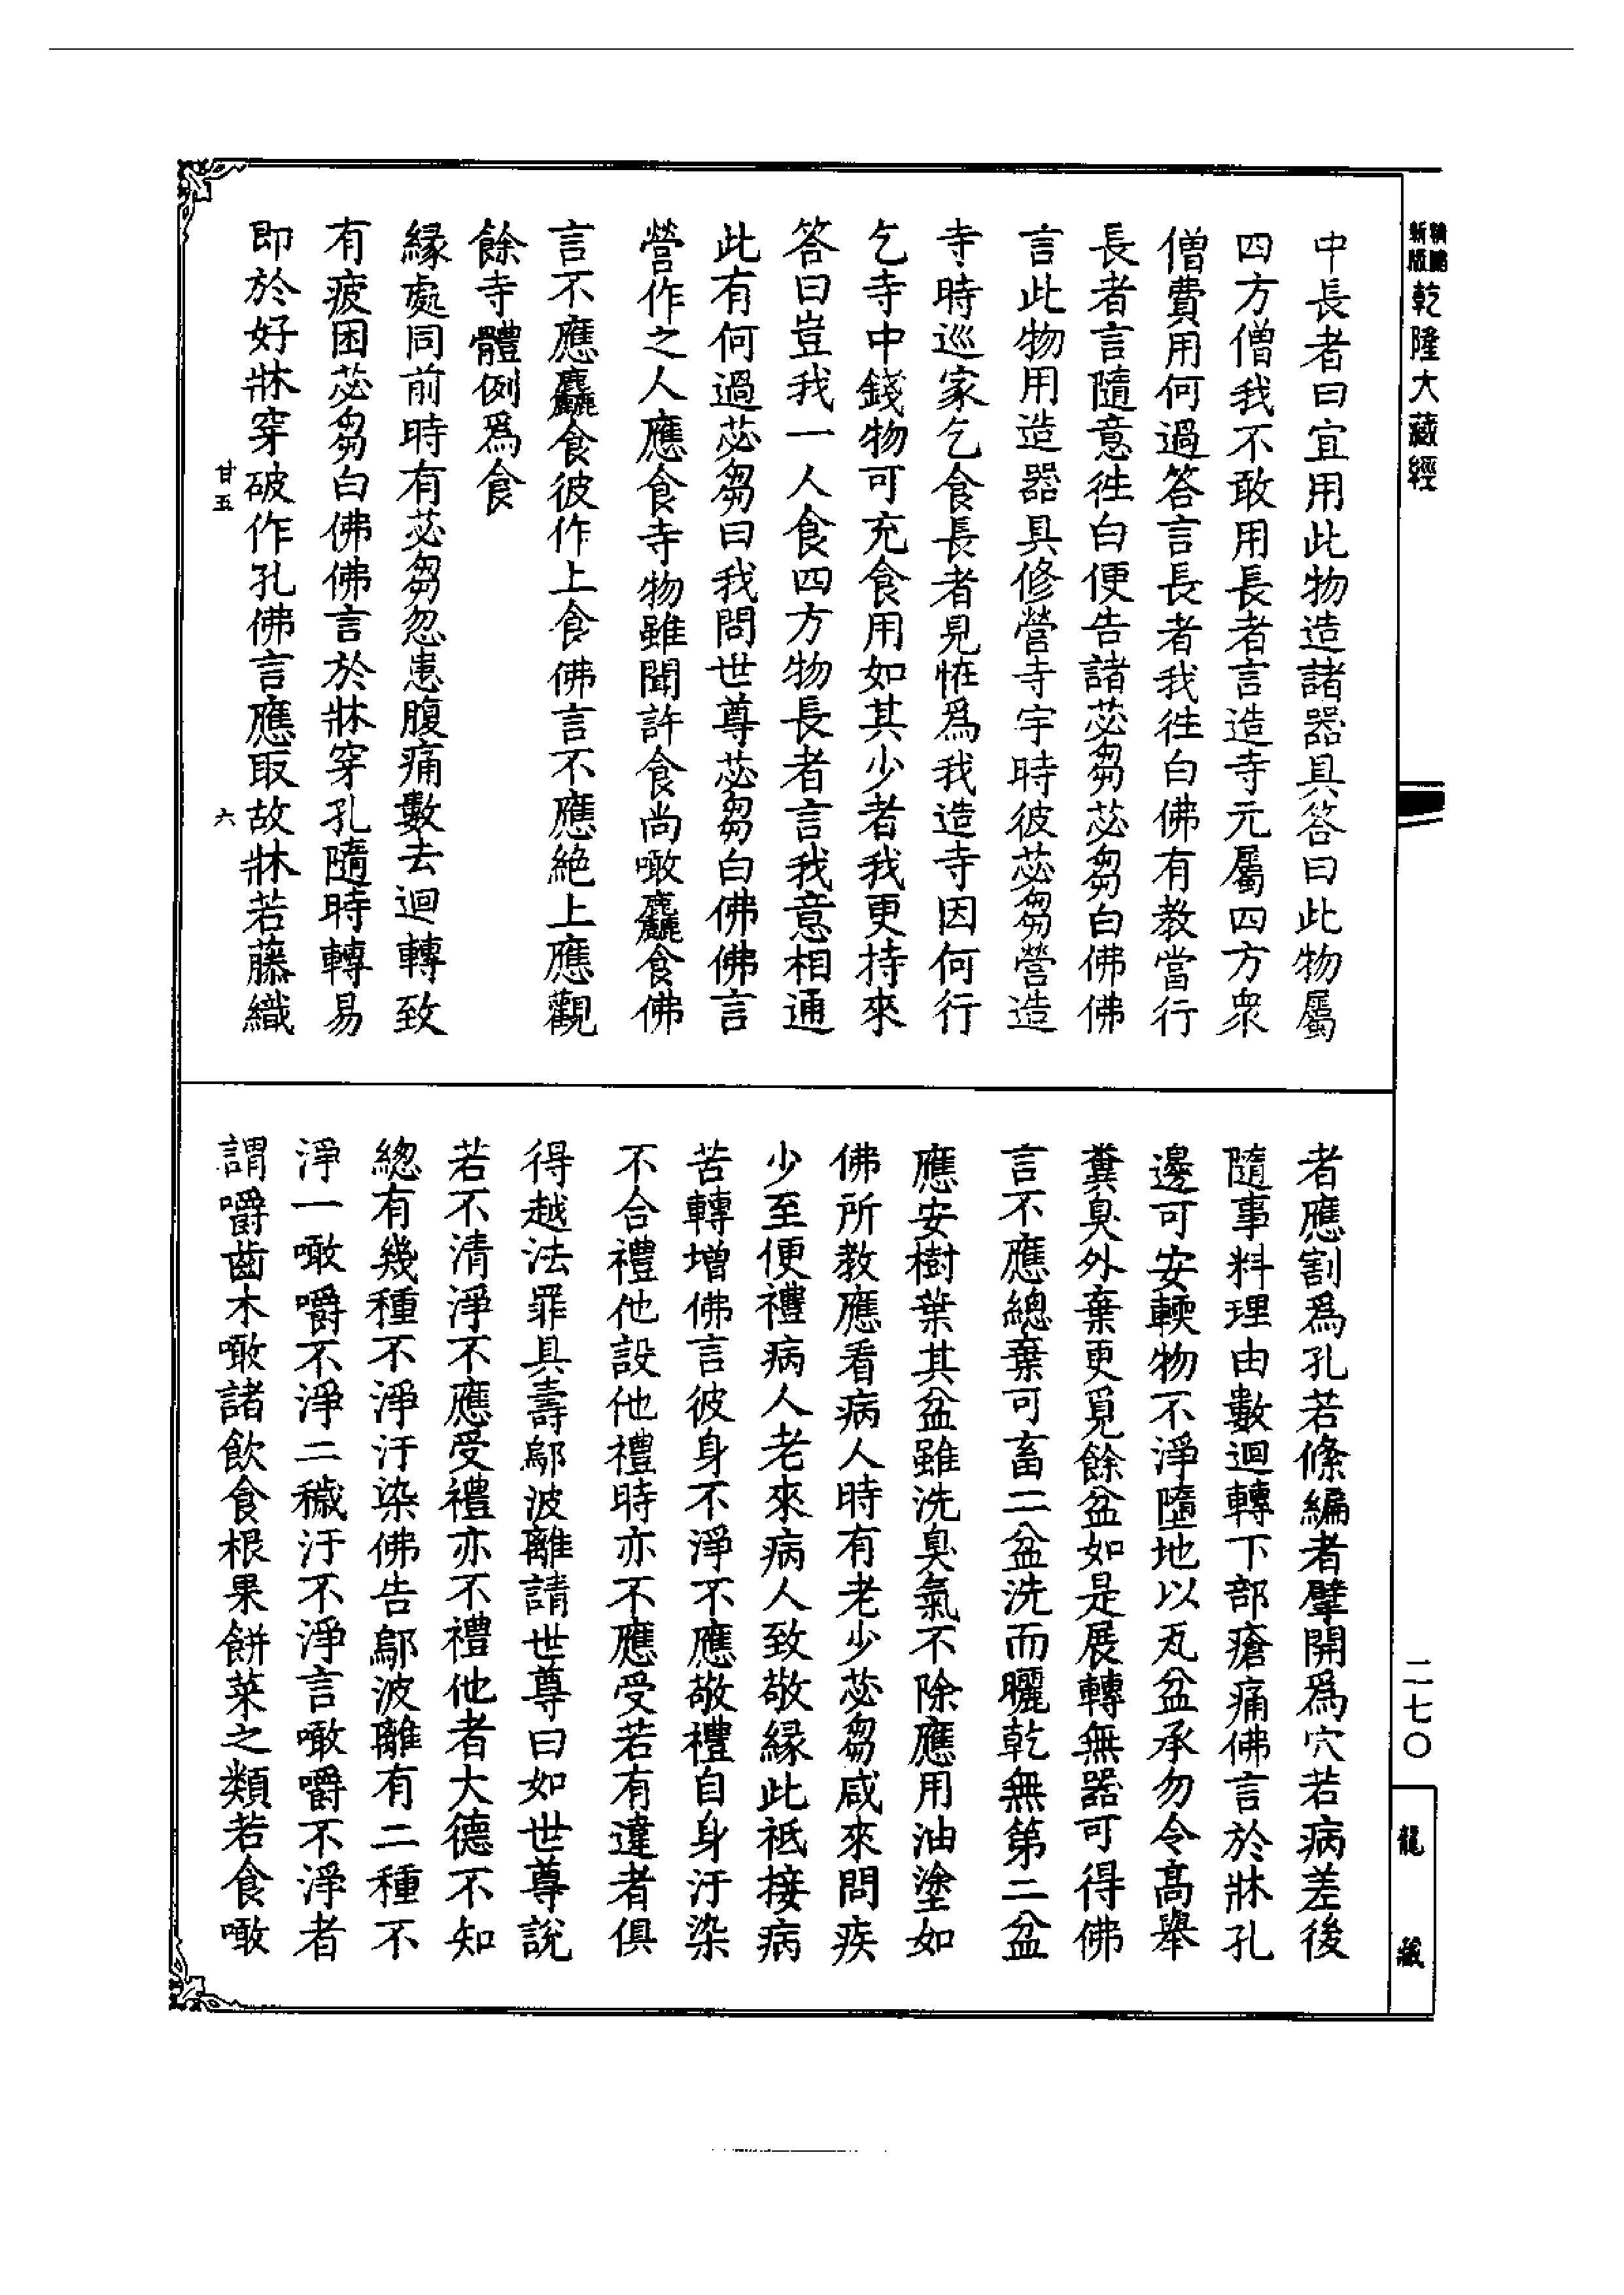 新版 精鵰 乾隆大藏經
中長者曰宜用此物造諸器具答曰此物屬
四方僧我不敢用長者言造寺元屬四方眾
僧費用何過答言長者我徃白佛有教當行
長者言隨意徃白便告諸苾芻苾芻白佛佛
言此物用造器具修營寺宇時彼苾芻營造
寺時巡家乞食長者見恠爲我造寺因何行
乞寺中錢物可充食用如其少者我更持來
答曰豈我一人食四方物長者言我意相通
此有何過苾芻曰我問世尊苾芻白佛佛言
營作之人應食寺物雖聞許食尚噉麤食佛
言不應麤食彼作上食佛言不應絶上應觀
餘寺體例爲食
緣處同前時有苾芻忽患腹痛數去迴轉致
有疲困苾芻白佛佛言於牀穿孔隨時轉易
即於好牀穿破作孔佛言應取故牀若藤織
甘五 六
者應割爲孔若絛編者擘開爲穴若病差後
隨事料理由數迴轉下部瘡痛佛言於牀孔
邊可安輭物不淨墮地以瓦盆承勿令髙舉
糞臭外棄更覓餘盆如是展轉無器可得佛
言不應總棄可畜二盆洗而曬乾無第二盆
應安樹葉其盆雖洗臭氣不除應用油塗如
佛所教應看病人時有老少苾芻咸來問疾
少至便禮病人老來病人致敬緣此祇接病
苦轉增佛言彼身不淨不應敬禮自身汙染
不合禮他設他禮時亦不應受若有違者俱
得越法罪具壽鄔波離請世尊曰如世尊說
若不清淨不應受禮亦不禮他者大德不知
總有幾種不淨汙染佛告鄔波離有二種不
淨一噉嚼不淨二穢汙不淨言噉嚼不淨者
謂嚼齒木噉諸飲食根果餅菜之類若食噉
二七〇
龍藏